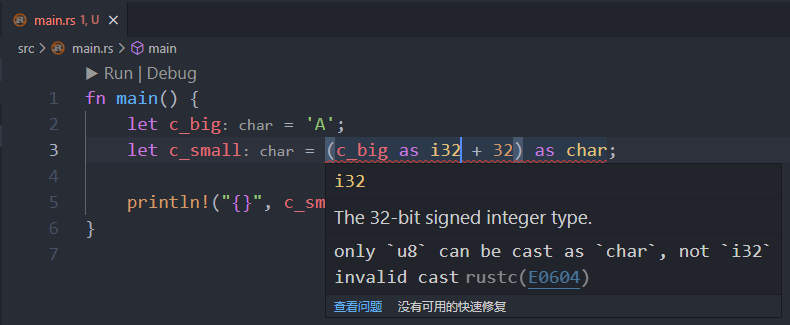 main.rs 1, U
src > main.rs > main
Run | Debug
1 fn main() {
2 let c_big: char = 'A';
3 let c_small: char = (c_big as i32 + 32) as char;
4
5 println!("{}", c_sm
6 }
7
i32
The 32-bit signed integer type.
only `u8` can be cast as `char`, not `i32`
invalid cast rustc(E0604)
查看问题 没有可用的快速修复